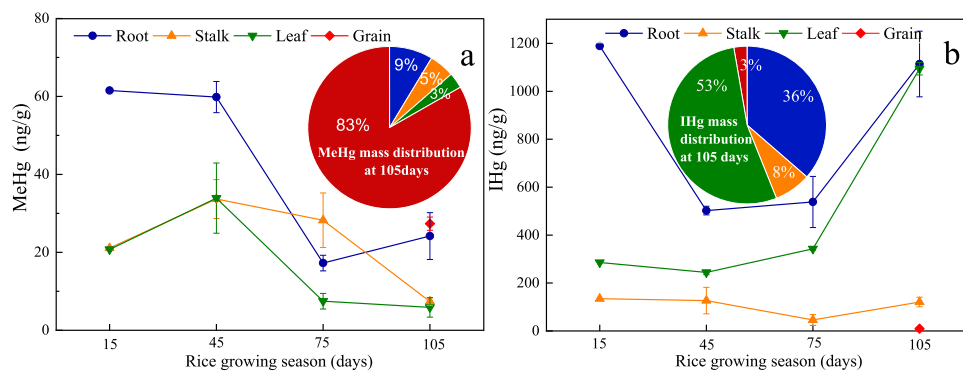 80
60
40
20
0
MeHg (ng/g)
Root Stalk Leaf Grain
a
9%
5%
3%
83%
MeHg mass distribution
at 105days
15 45 75 105
Rice growing season (days)
1200
1000
800
600
400
200
0
IHg (ng/g)
Root Stalk Leaf Grain
b
3%
53%
36%
IHg mass
distribution
at 105 days
8%
15 45 75 105
Rice growing season (days)